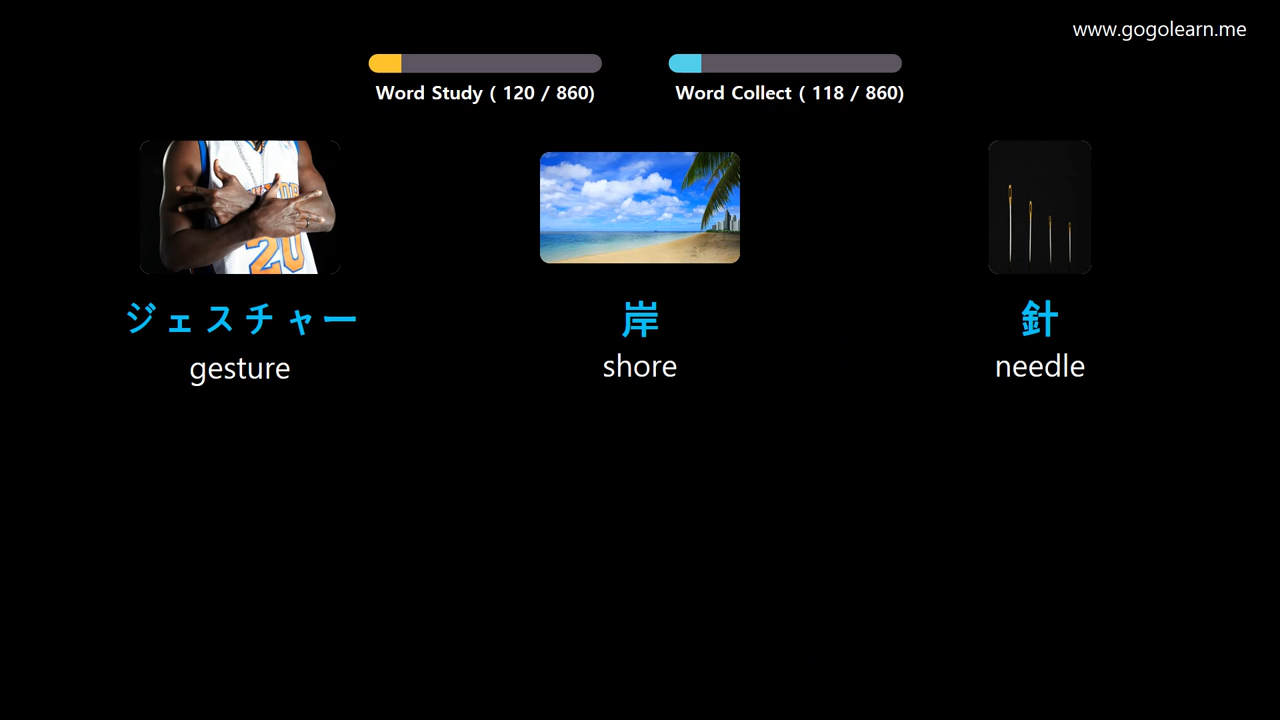 www.gogolearn.me
Word Study ( 120 / 860)
Word Collect ( 118 / 860)
20
ジェスチャー
岸
針
gesture
shore
needle